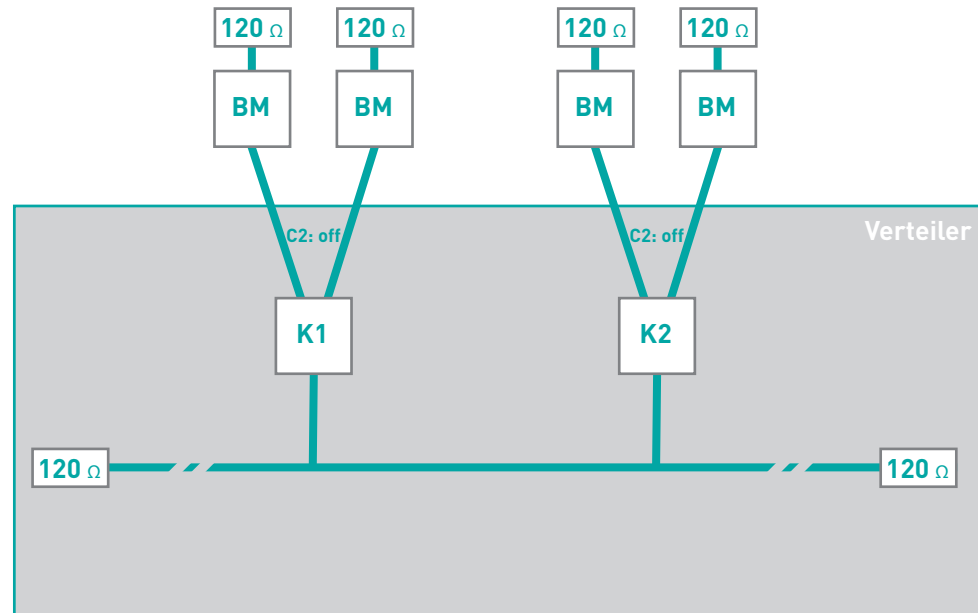 120 Ω
120 Ω
120 Ω
120 Ω
BM
BM
BM
BM
Verteiler
C2: off
C2: off
K1
K2
120 Ω
120 Ω